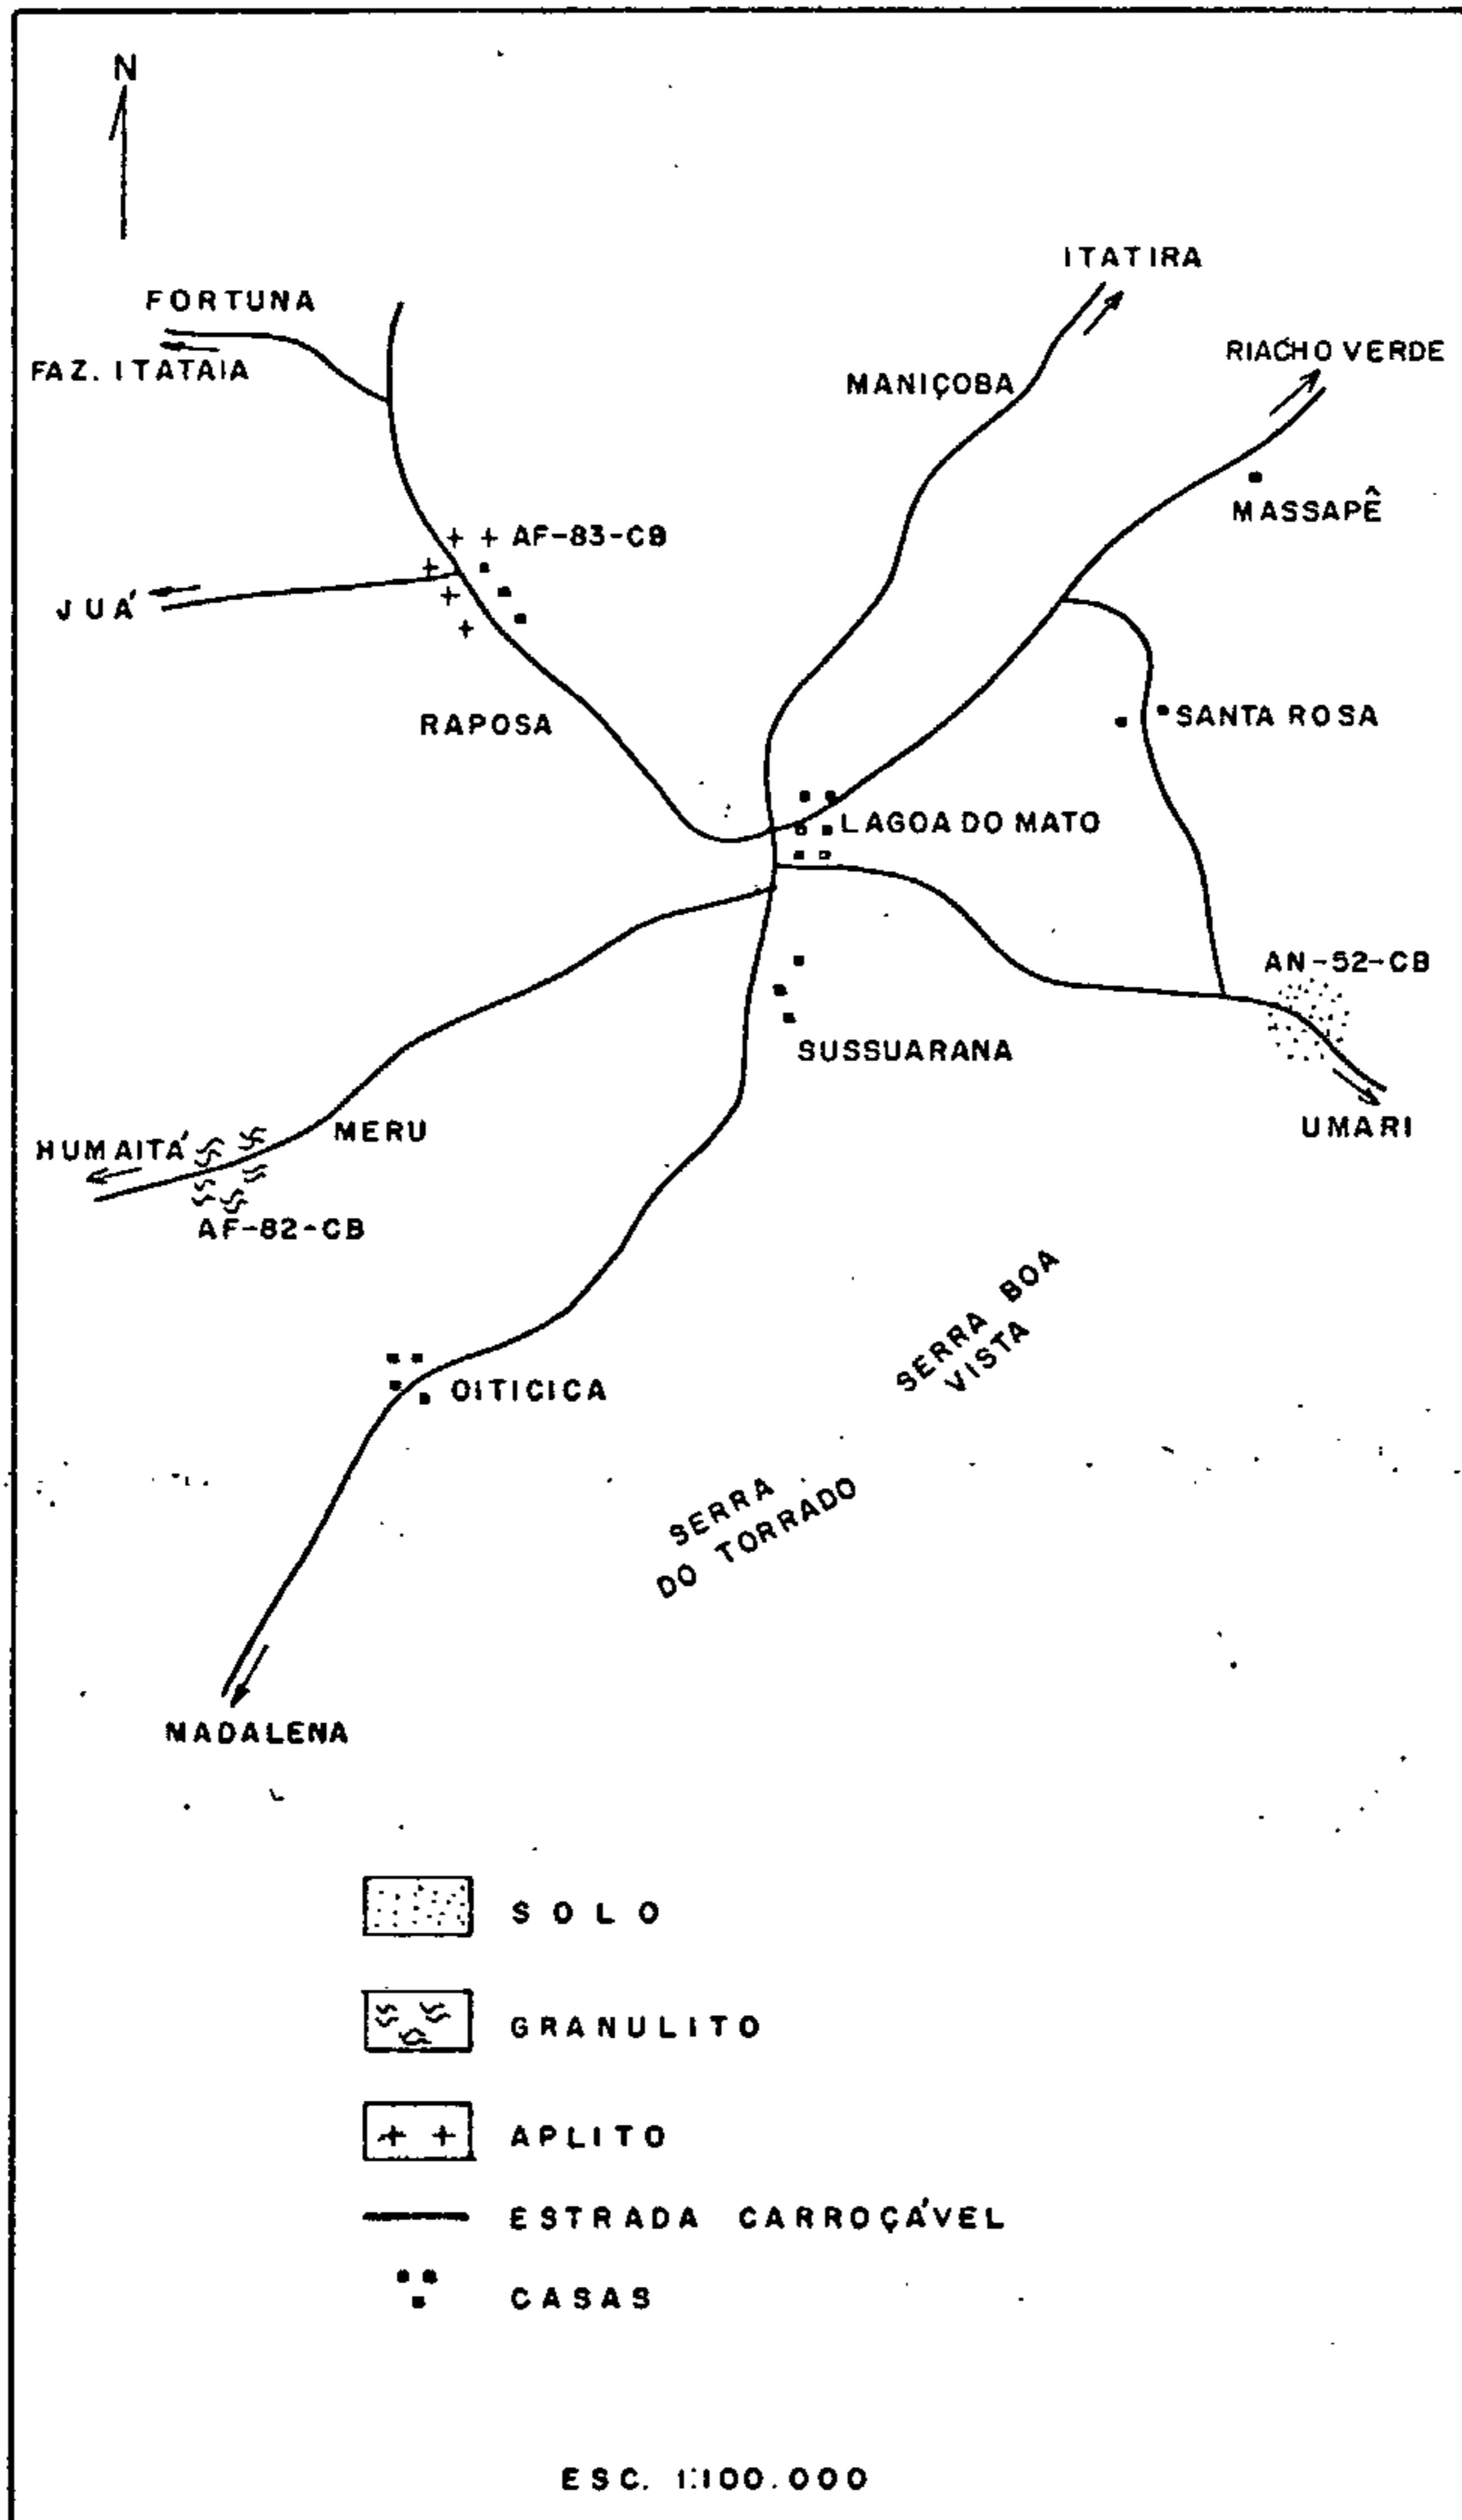 N
ITATIRA
FORTUNA
RIACHO VERDE
FAZ. ITATAIA
MANIÇOBA
MASSAPÊ
AF-83-CB
JUÁ
SANTA ROSA
RAPOSA
LAGOA DO MATO
AN-52-CB
SUSSUARANA
UMARI
MERU
HUMAITÁ
AF-82-CB
SERRA BOA
VISTA
OITICICA
SERRA
DO TORRADO
MADALENA
SOLO
GRANULITO
APLITO
ESTRADA CARROÇÁVEL
CASAS
ESC. 1:100.000